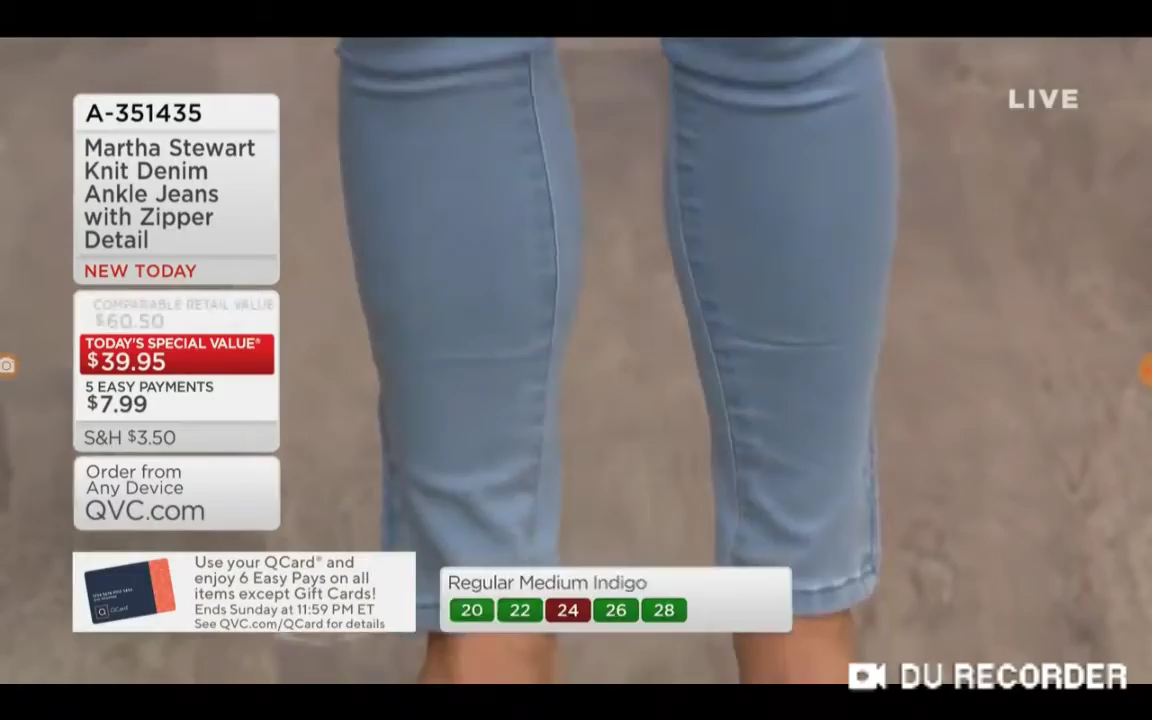 A-351435
Martha Stewart
Knit Denim
Ankle Jeans
with Zipper
Detail
NEW TODAY
COMPARABLE RETAIL VALUE
$60.50
TODAY'S SPECIAL VALUE®
$39.95
5 EASY PAYMENTS
$7.99
S&H $3.50
Order from
Any Device
QVC.com
Use your QCard® and
enjoy 6 Easy Pays on all
items except Gift Cards!
Ends Sunday at 11:59 PM ET
See QVC.com/QCard for details
QCard
Regular Medium Indigo
20 22 24 26 28
LIVE
DU RECORDER